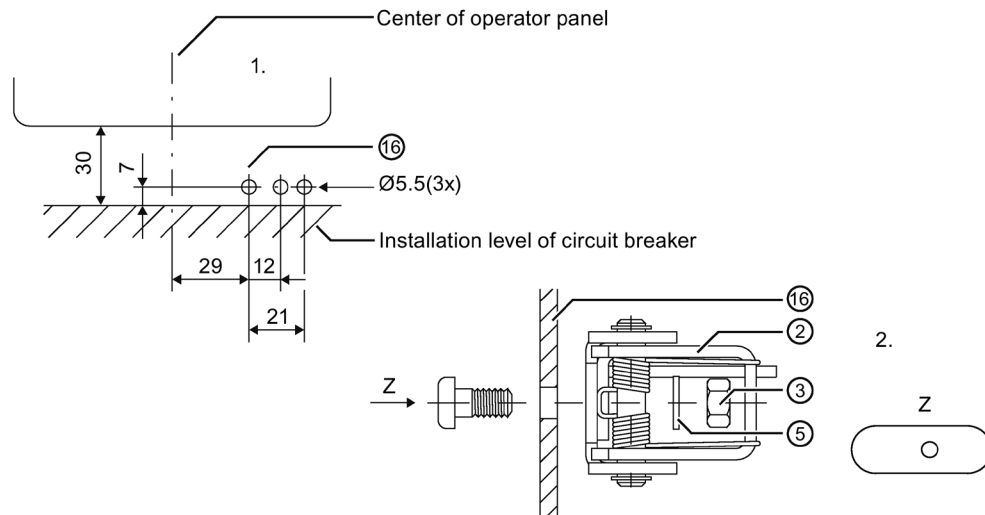 Center of operator panel
1.
30
7
⑯
Ø5.5(3x)
Installation level of circuit breaker
29
12
21
⑯
②
2.
Z
③
Z
⑤